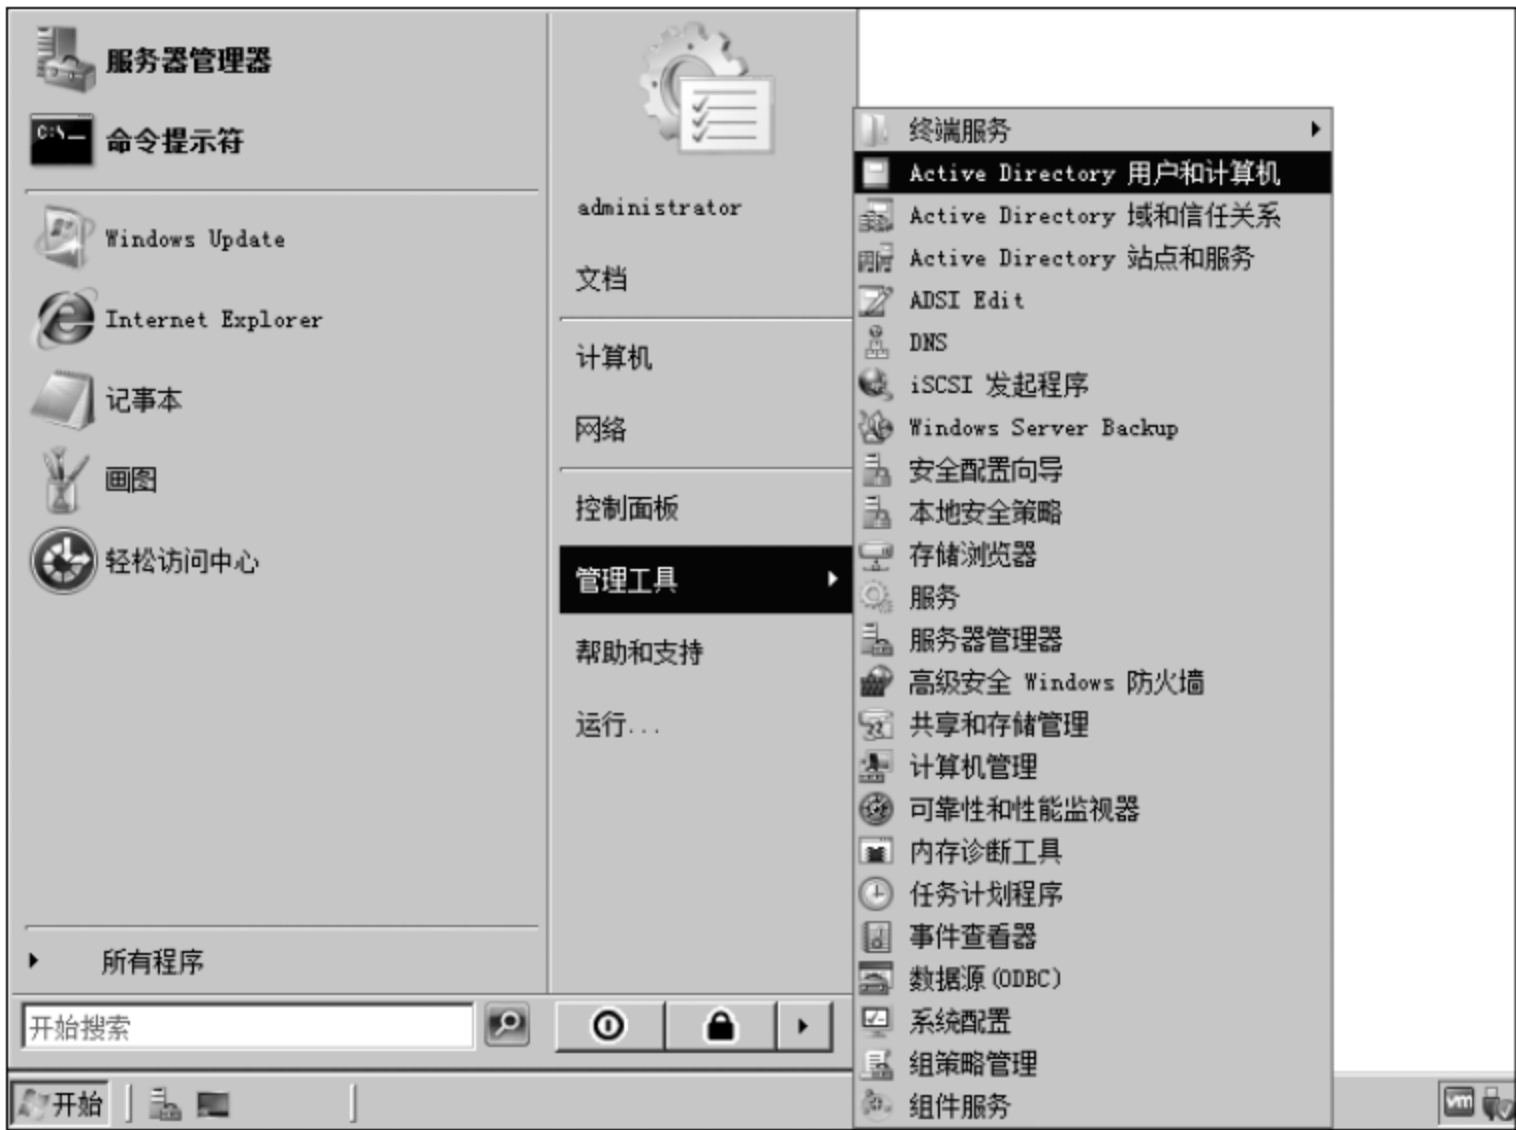 服务器管理器
C:\_
命令提示符
Windows Update
Internet Explorer
记事本
画图
轻松访问中心
所有程序
开始搜索
administrator
文档
计算机
网络
控制面板
管理工具
帮助和支持
运行...
终端服务
Active Directory 用户和计算机
Active Directory 域和信任关系
Active Directory 站点和服务
ADSI Edit
DNS
iSCSI 发起程序
Windows Server Backup
安全配置向导
本地安全策略
存储浏览器
服务
服务器管理器
高级安全 Windows 防火墙
共享和存储管理
计算机管理
可靠性和性能监视器
内存诊断工具
任务计划程序
事件查看器
数据源(ODBC)
系统配置
组策略管理
组件服务
开始
vm